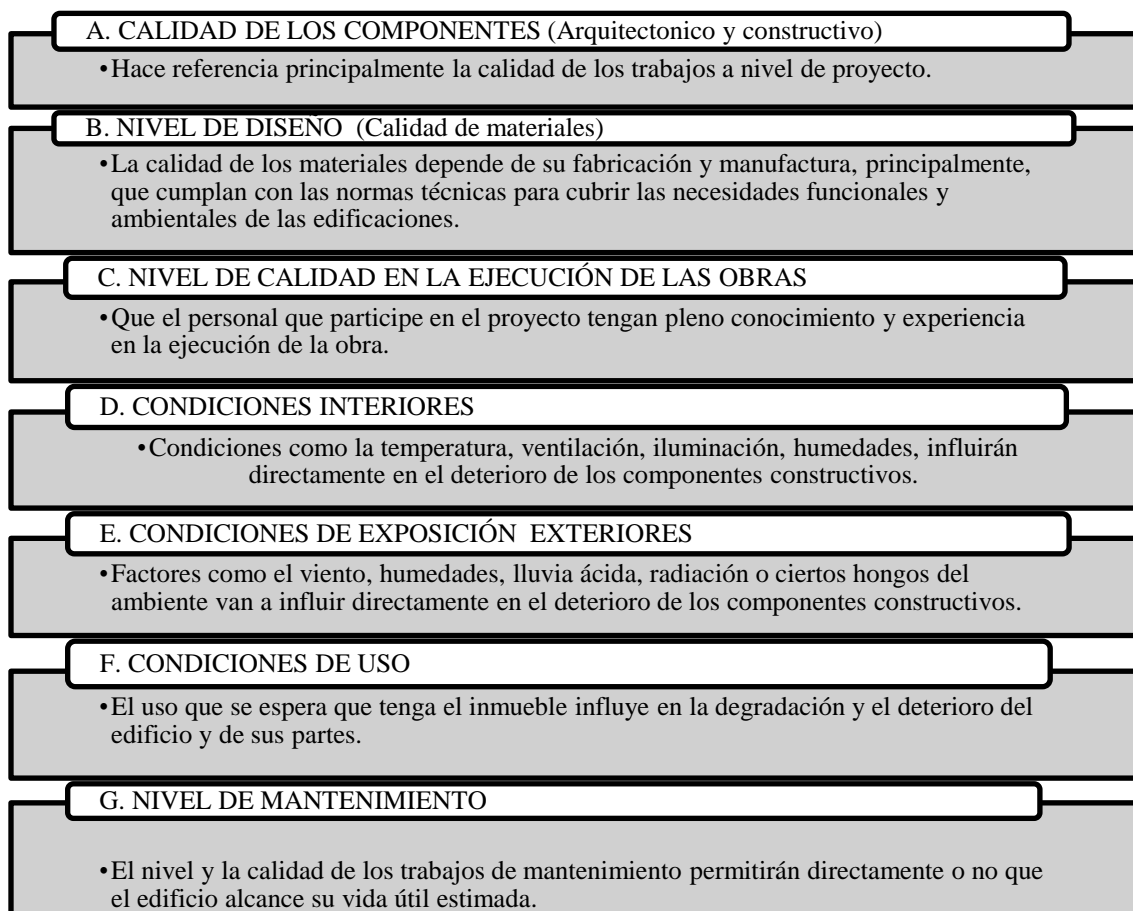 A. CALIDAD DE LOS COMPONENTES (Arquitectonico y constructivo)
•Hace referencia principalmente la calidad de los trabajos a nivel de proyecto.
B. NIVEL DE DISEÑO (Calidad de materiales)
•La calidad de los materiales depende de su fabricación y manufactura, principalmente,
que cumplan con las normas técnicas para cubrir las necesidades funcionales y
ambientales de las edificaciones.
C. NIVEL DE CALIDAD EN LA EJECUCIÓN DE LAS OBRAS
•Que el personal que participe en el proyecto tengan pleno conocimiento y experiencia
en la ejecución de la obra.
D. CONDICIONES INTERIORES
•Condiciones como la temperatura, ventilación, iluminación, humedades, influirán
directamente en el deterioro de los componentes constructivos.
E. CONDICIONES DE EXPOSICIÓN EXTERIORES
•Factores como el viento, humedades, lluvia ácida, radiación o ciertos hongos del
ambiente van a influir directamente en el deterioro de los componentes constructivos.
F. CONDICIONES DE USO
•El uso que se espera que tenga el inmueble influye en la degradación y el deterioro del
edificio y de sus partes.
G. NIVEL DE MANTENIMIENTO
•El nivel y la calidad de los trabajos de mantenimiento permitirán directamente o no que
el edificio alcance su vida útil estimada.